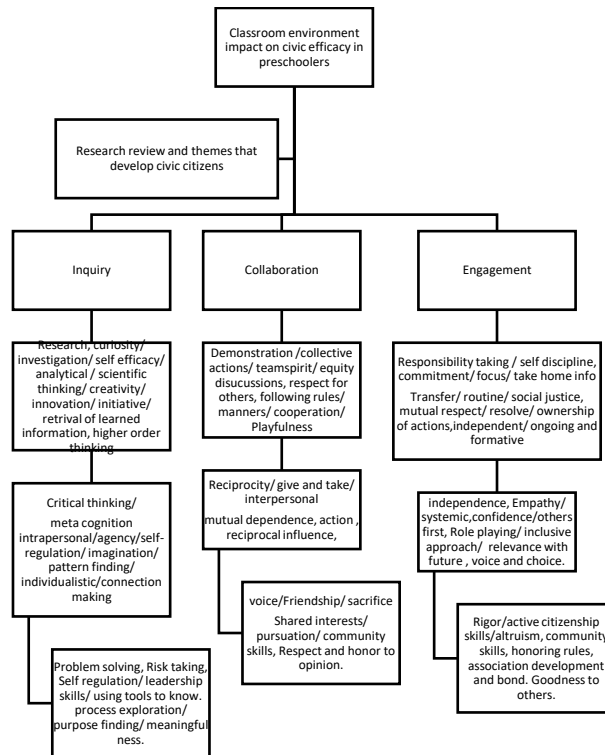 Classroom environment
impact on civic efficacy in
preschoolers
Research review and themes that
develop civic citizens
Inquiry
Collaboration
Engagement
Research, curiosity/
investigation/ self efficacy/
analytical / scientific
thinking/ creativity/
innovation/ initiative/
retrival of learned
information, higher order
thinking
Demonstration /collective
actions/ teamspirit/ equity
disucussions, respect for
others, following rules/
manners/ cooperation/
Playfulness
Responsibility taking / self discipline,
commitment/ focus/ take home info
Transfer/ routine/ social justice,
mutual respect/ resolve/ ownership
of actions,independent/ ongoing and
formative
Critical thinking/
meta cognition
intrapersonal/agency/self-
regulation/ imagination/
pattern finding/
individualistic/connection
making
Reciprocity/ give and take/
interpersonal
mutual dependence, action ,
reciprocal influence,
independence, Empathy/
systemic,confidence/others
first, Role playing/ inclusive
approach/ relevance with
future , voice and choice.
Problem solving, Risk taking,
Self regulation/ leadership
skills/ using tools to know.
process exploration/
purpose finding/ meaningful
ness.
voice/Friendship/ sacrifice
Shared interests/
pursuation/ community
skills, Respect and honor to
opinion.
Rigor/active citizenship
skills/altruism, community
skills, honoring rules,
association development
and bond. Goodness to
others.